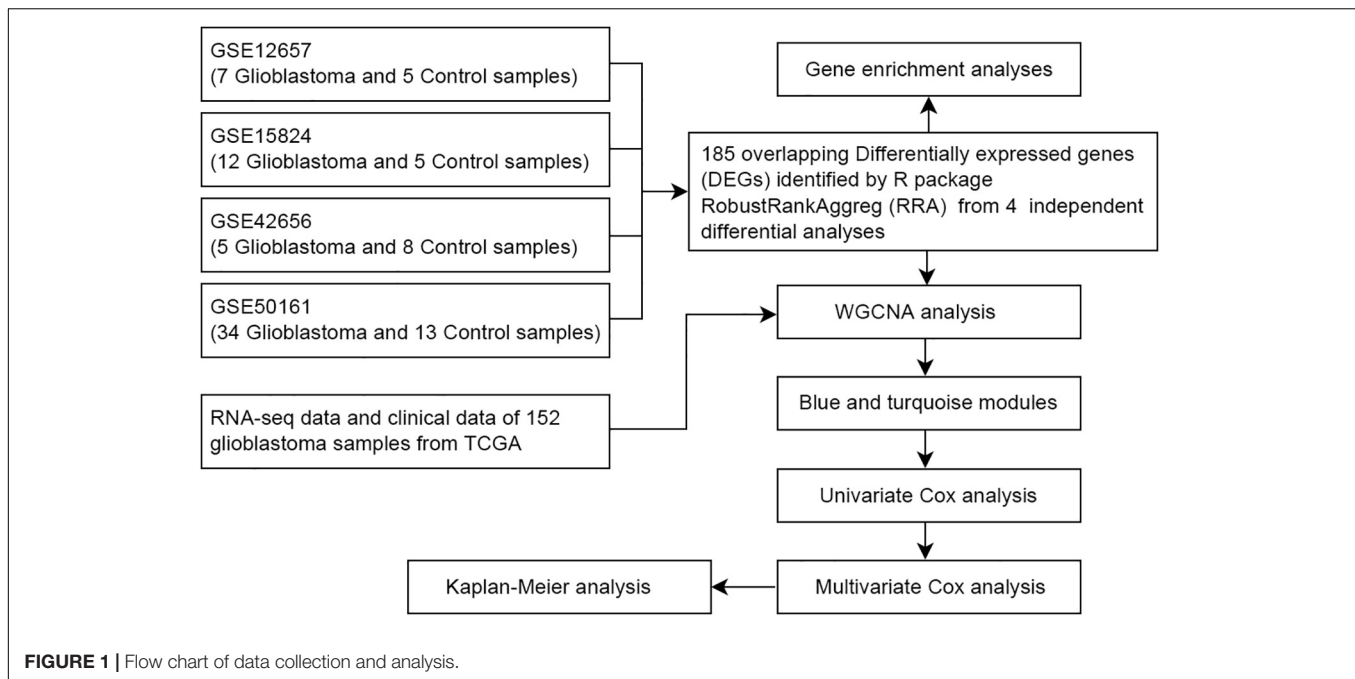 GSE12657
(7 Glioblastoma and 5 Control samples)
GSE15824
(12 Glioblastoma and 5 Control samples)
GSE42656
(5 Glioblastoma and 8 Control samples)
GSE50161
(34 Glioblastoma and 13 Control samples)
RNA-seq data and clinical data of 152
glioblastoma samples from TCGA
Gene enrichment analyses
185 overlapping Differentially expressed genes
(DEGs) identified by R package
RobustRankAggreg (RRA) from 4 independent
differential analyses
WGCNA analysis
Blue and turquoise modules
Univariate Cox analysis
Multivariate Cox analysis
Kaplan-Meier analysis
FIGURE 1 | Flow chart of data collection and analysis.